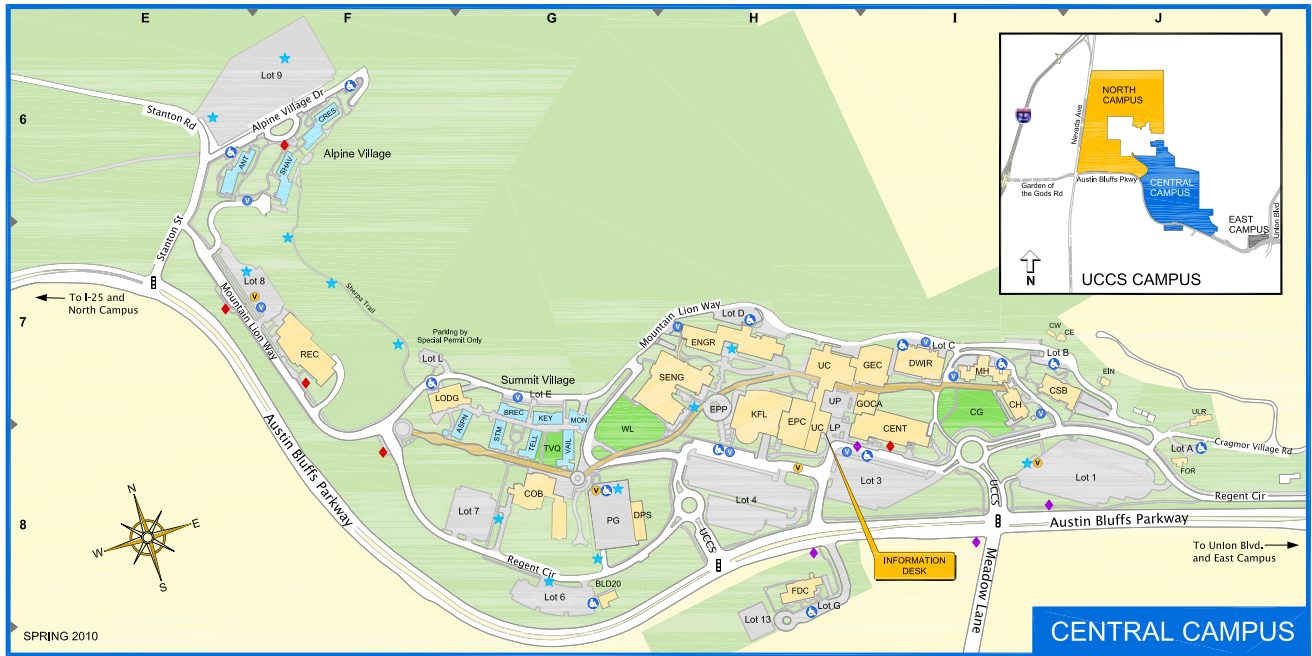 E
F
G
H
I
J
6
7
8
Lot 9
Stanton Rd
Alpine Village Dr
CRES
ANT
SHAV
Alpine Village
V
Stanton St
To I-25 and
North Campus
Lot 8
V
V
Mountain Lion Way
REC
Sherpa Trail
Parking by
Special Permit Only
Lot L
Summit Village
Lot E
V
LODG
ASPN
BREC
KEY
MON
STM
TELL
TVQ
VAIL
WL
COB
Lot 7
V
PG
DPS
Regent Cir
Lot 6
BLD20
Austin Bluffs Parkway
N
E
W
S
SPRING 2010
Mountain Lion Way
Lot D
V
ENGR
SENG
EPP
KFL
EPC
UC
UC
UP
LP
GEC
GOCA
CENT
DWIR
V
Lot C
V
MH
CG
CH
V
CW
CE
Lot B
CSB
EIN
ULR
Cragmor Village Rd
Lot A
FOR
Regent Cir
V
V
V
V
Lot 4
Lot 3
Lot 1
UCCS
UCCS
Austin Bluffs Parkway
To Union Blvd.
and East Campus
Meadow Lane
INFORMATION
DESK
FDC
Lot G
Lot 13
NORTH
CAMPUS
Nevada Ave
Garden of
the Gods Rd
Austin Bluffs Pkwy
CENTRAL
CAMPUS
EAST
CAMPUS
Union Blvd
N
UCCS CAMPUS
CENTRAL CAMPUS